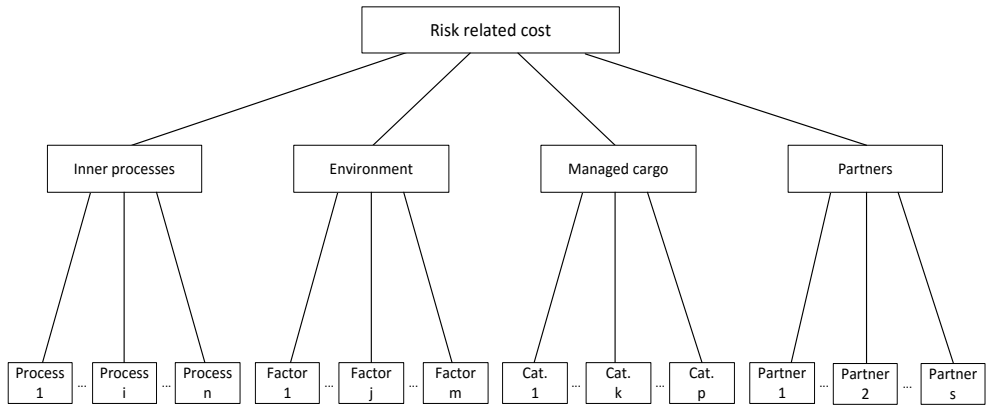 Risk related cost
Inner processes
Environment
Managed cargo
Partners
Process
1
...
Process
i
...
Process
n
Factor
1
...
Factor
j
...
Factor
m
Cat.
1
...
Cat.
k
...
Cat.
p
Partner
1
...
Partner
2
...
Partner
s